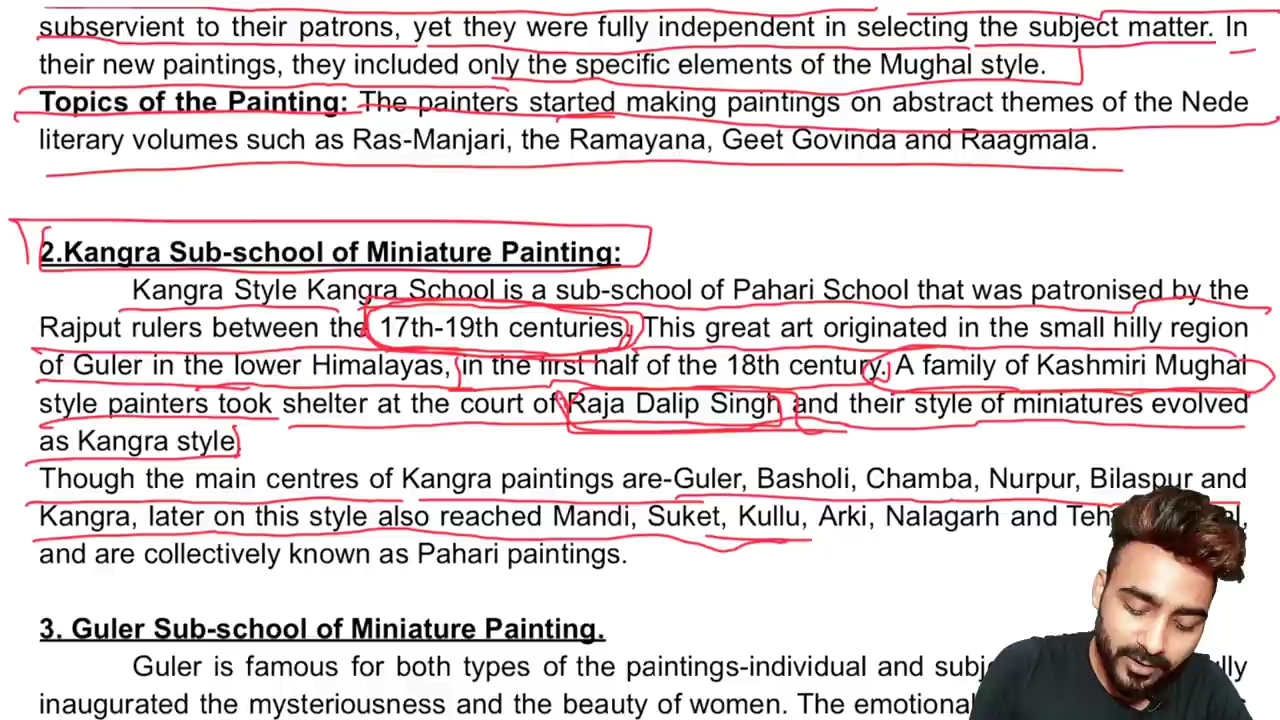 subservient to their patrons, yet they were fully independent in selecting the subject matter. In
their new paintings, they included only the specific elements of the Mughal style.
Topics of the Painting: The painters started making paintings on abstract themes of the Nede
literary volumes such as Ras-Manjari, the Ramayana, Geet Govinda and Raagmala.
2.Kangra Sub-school of Miniature Painting:
Kangra Style Kangra School is a sub-school of Pahari School that was patronised by the
Rajput rulers between the 17th-19th centuries. This great art originated in the small hilly region
of Guler in the lower Himalayas, in the first half of the 18th century. A family of Kashmiri Mughal
style painters took shelter at the court of Raja Dalip Singh and their style of miniatures evolved
as Kangra style.
Though the main centres of Kangra paintings are-Guler, Basholi, Chamba, Nurpur, Bilaspur and
Kangra, later on this style also reached Mandi, Suket, Kullu, Arki, Nalagarh and
and are collectively known as Pahari paintings.
3. Guler Sub-school of Miniature Painting.
Guler is famous for both types of the paintings-individual and
inaugurated the mysteriousness and the beauty of women. The emotional